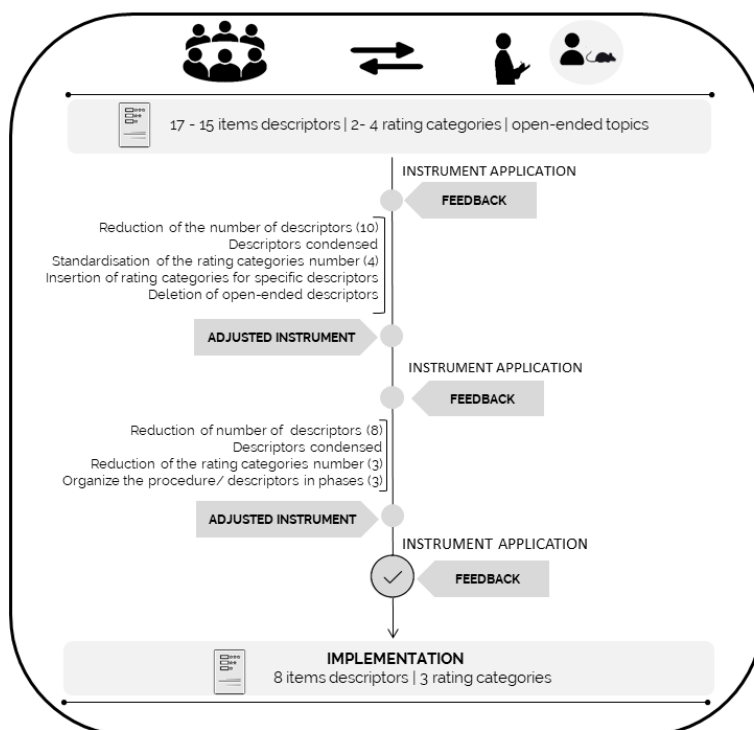 17 - 15 items descriptors | 2- 4 rating categories | open-ended topics
INSTRUMENT APPLICATION
FEEDBACK
Reduction of the number of descriptors (10)
Descriptors condensed
Standardisation of the rating categories number (4)
Insertion of rating categories for specific descriptors
Deletion of open-ended descriptors
ADJUSTED INSTRUMENT
INSTRUMENT APPLICATION
FEEDBACK
Reduction of number of descriptors (8)
Descriptors condensed
Reduction of the rating categories number (3)
Organize the procedure/ descriptors in phases (3)
ADJUSTED INSTRUMENT
INSTRUMENT APPLICATION
FEEDBACK
IMPLEMENTATION
8 items descriptors | 3 rating categories